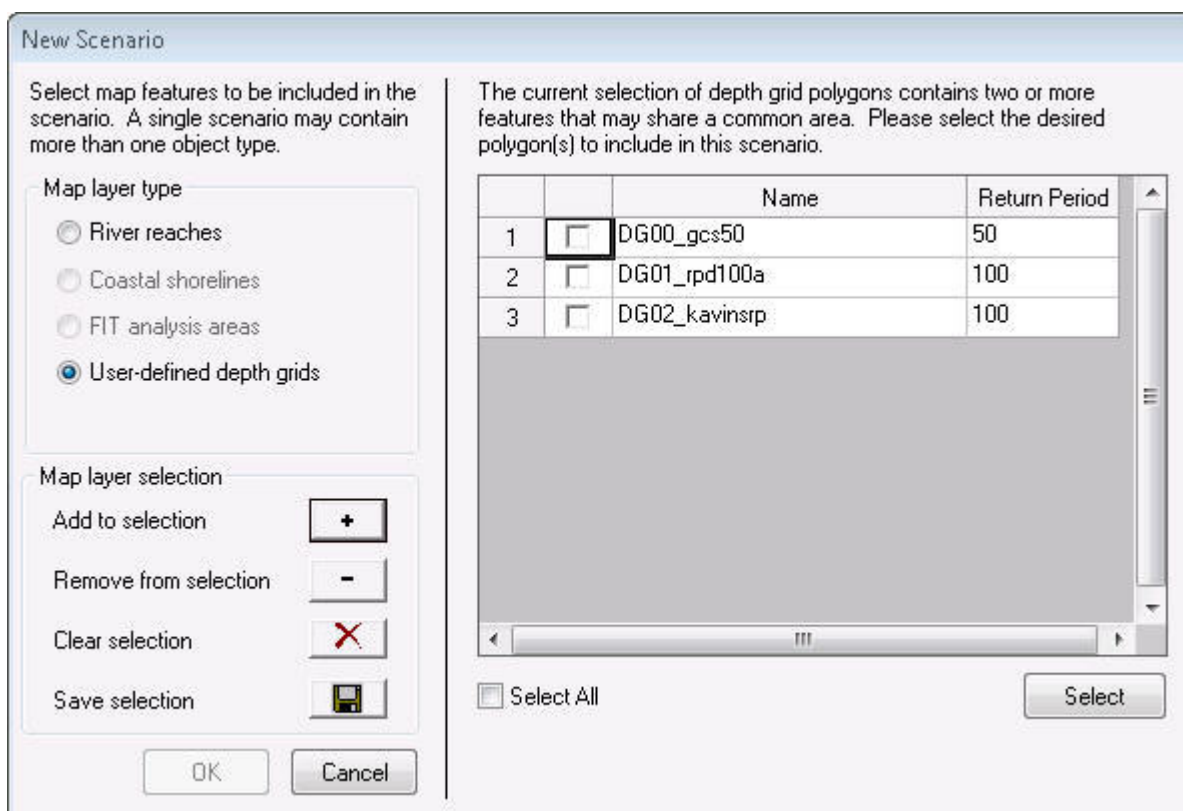 New Scenario
Select map features to be included in the
scenario. A single scenario may contain
more than one object type.
Map layer type
River reaches
Coastal shorelines
FIT analysis areas
User-defined depth grids
Map layer selection
Add to selection +
Remove from selection -
Clear selection
Save selection
OK Cancel
The current selection of depth grid polygons contains two or more
features that may share a common area. Please select the desired
polygon(s) to include in this scenario.
Name Return Period
1 DG00_gcs50 50
2 DG01_rpd100a 100
3 DG02_kavinsrp 100
Select All Select